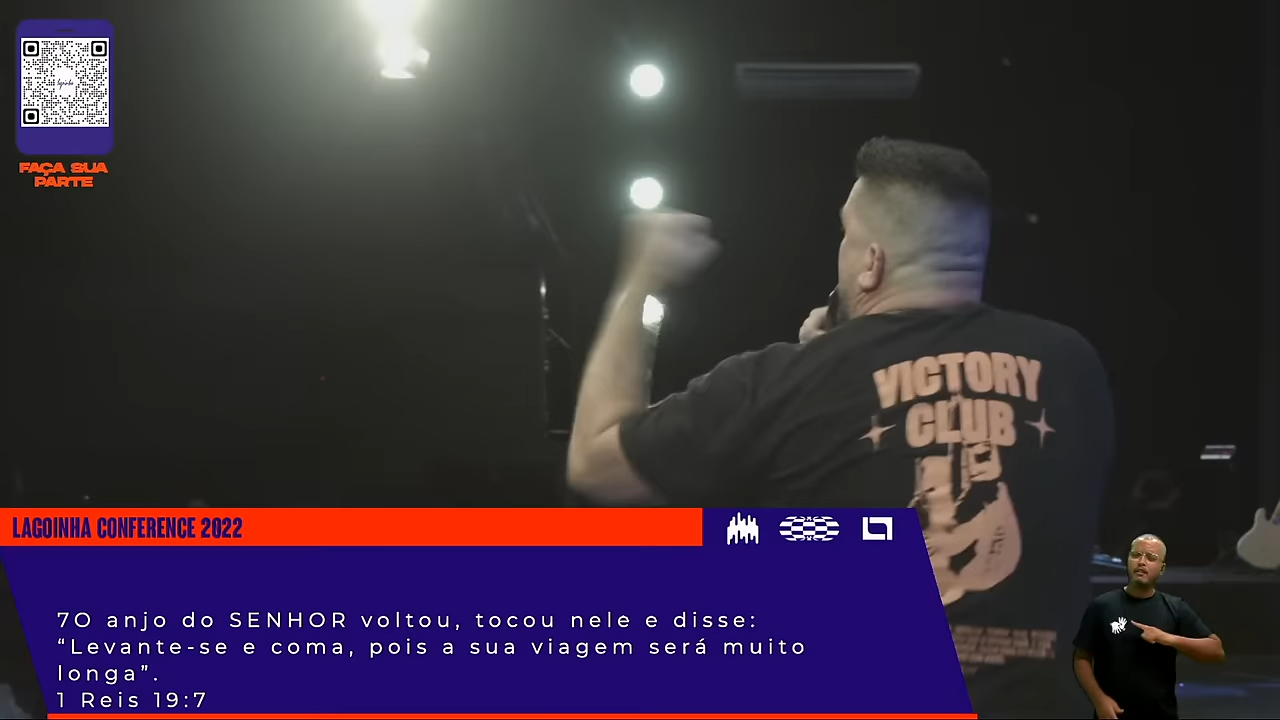 FAÇA SUA
PARTE
VICTORY
CLUB
LAGOINHA CONFERENCE 2022
7O anjo do SENHOR voltou, tocou nele e disse:
“Levante-se e coma, pois a sua viagem será muito
longa”.
1 Reis 19:7